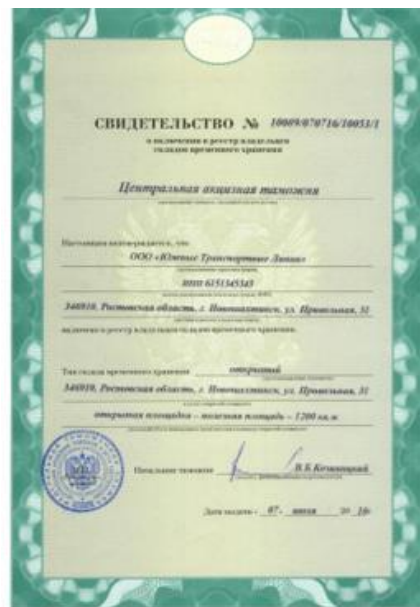 СВИДЕТЕЛЬСТВО № 10009/070716/10053/1
о включении в реестр владельцев
складов временного хранения
Центральная акцизная таможня
Настоящим подтверждается, что
ООО «Южные Транспортные Линии»
ИНН 6151345343
346910, Ростовская область, г. Новошахтинск, ул. Привольная, 31
включено в реестр владельцев складов временного хранения.
Тип склада временного хранения открытый
346910, Ростовская область, г. Новошахтинск, ул. Привольная, 31
открытая площадка – полезная площадь – 1200 кв.м
Начальник таможни
Дата выдачи « 07 » июля 20 16г